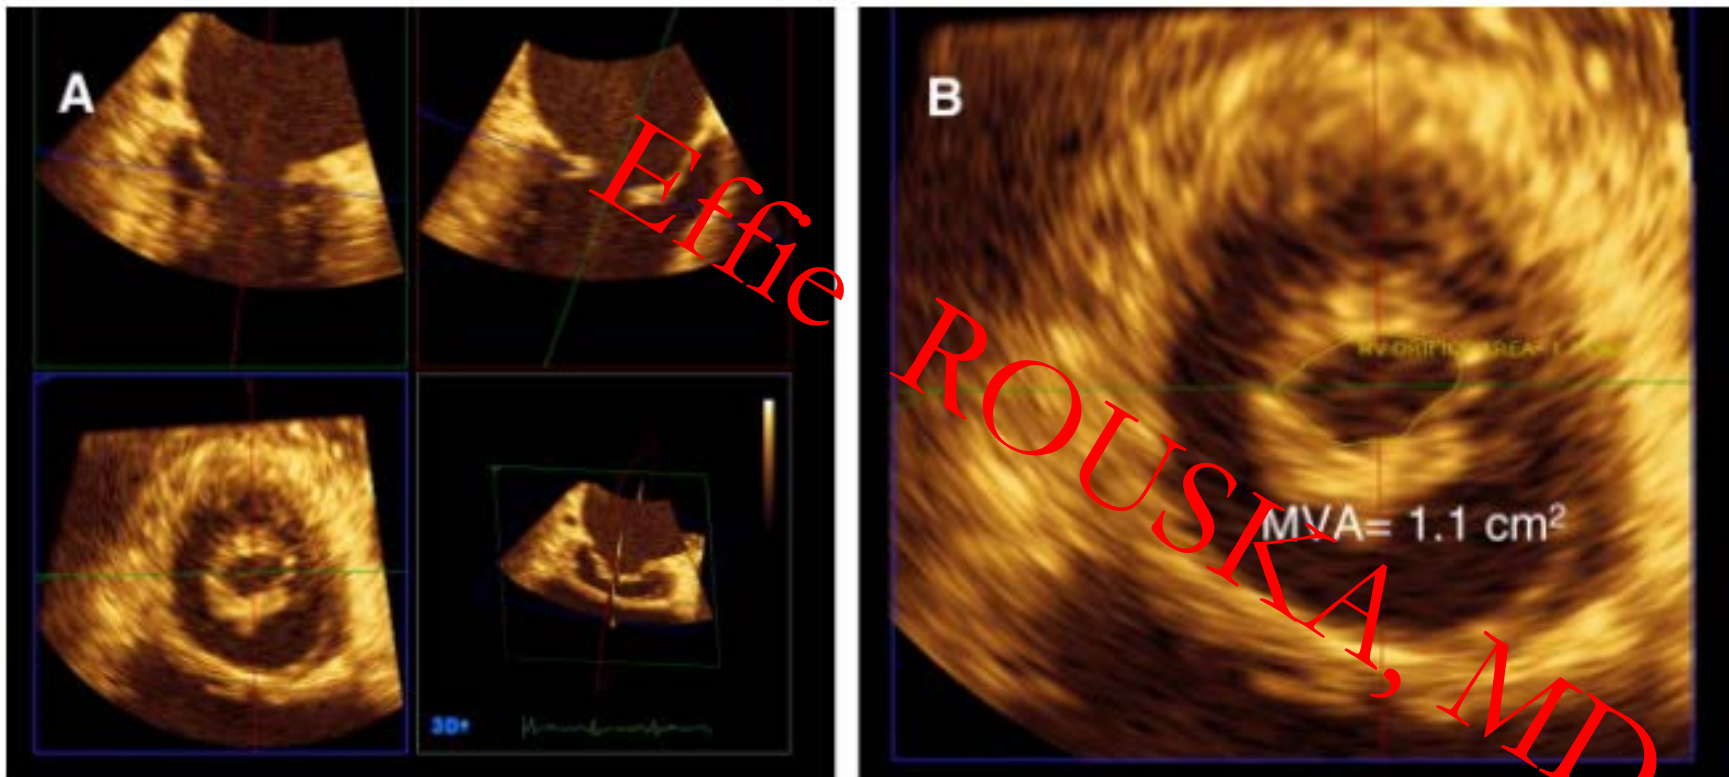 A
B
Effie ROUSKA, MD
MVA= 1.1 cm²
3D+